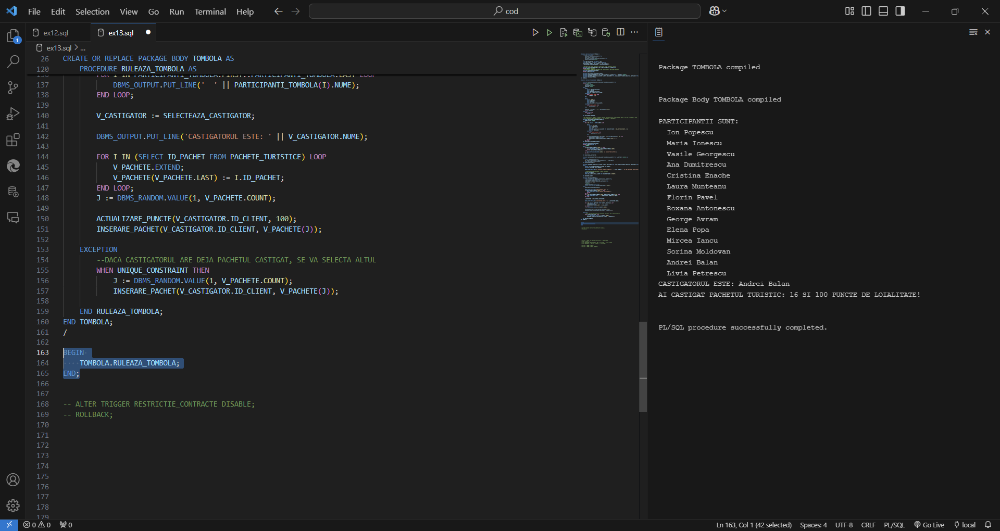 File Edit Selection View Go Run Terminal Help
cod
ex12.sql
ex13.sql
ex13.sql > ...
26 CREATE OR REPLACE PACKAGE BODY TOMBOLA AS
120 PROCEDURE RULEAZA_TOMBOLA AS
136 FOR I IN PARTICIPANTI_TOMBOLA.FIRST..PARTICIPANTI_TOMBOLA.LAST LOOP
137 DBMS_OUTPUT.PUT_LINE('  ' || PARTICIPANTI_TOMBOLA(I).NUME);
138 END LOOP;
139
140 V_CASTIGATOR := SELECTEAZA_CASTIGATOR;
141
142 DBMS_OUTPUT.PUT_LINE('CASTIGATORUL ESTE: ' || V_CASTIGATOR.NUME);
143
144 FOR I IN (SELECT ID_PACHET FROM PACHETE_TURISTICE) LOOP
145 V_PACHETE.EXTEND;
146 V_PACHETE(V_PACHETE.LAST) := I.ID_PACHET;
147 END LOOP;
148 J := DBMS_RANDOM.VALUE(1, V_PACHETE.COUNT);
149
150 ACTUALIZARE_PUNCTE(V_CASTIGATOR.ID_CLIENT, 100);
151 INSERARE_PACHET(V_CASTIGATOR.ID_CLIENT, V_PACHETE(J));
152
153 EXCEPTION
154 --DACA CASTIGATORUL ARE DEJA PACHETUL CASTIGAT, SE VA SELECTA ALTUL
155 WHEN UNIQUE_CONSTRAINT THEN
156 J := DBMS_RANDOM.VALUE(1, V_PACHETE.COUNT);
157 INSERARE_PACHET(V_CASTIGATOR.ID_CLIENT, V_PACHETE(J));
158
159 END RULEAZA_TOMBOLA;
160 END TOMBOLA;
161 /
162
163 BEGIN
164 TOMBOLA.RULEAZA_TOMBOLA;
165 END;
166
167
168 -- ALTER TRIGGER RESTRICTIE_CONTRACTE DISABLE;
169 -- ROLLBACK;
170
171
172
173
174
175
176
177
178
179
Package TOMBOLA compiled
Package Body TOMBOLA compiled
PARTICIPANTII SUNT:
Ion Popescu
Maria Ionescu
Vasile Georgescu
Ana Dumitrescu
Cristina Enache
Laura Munteanu
Florin Pavel
Roxana Antonescu
George Avram
Elena Popa
Mircea Iancu
Sorina Moldovan
Andrei Balan
Livia Petrescu
CASTIGATORUL ESTE: Andrei Balan
AI CASTIGAT PACHETUL TURISTIC: 16 SI 100 PUNCTE DE LOIALITATE!
PL/SQL procedure successfully completed.
1
0 0 0
Ln 163, Col 1 (42 selected) Spaces: 4 UTF-8 CRLF PL/SQL Go Live local